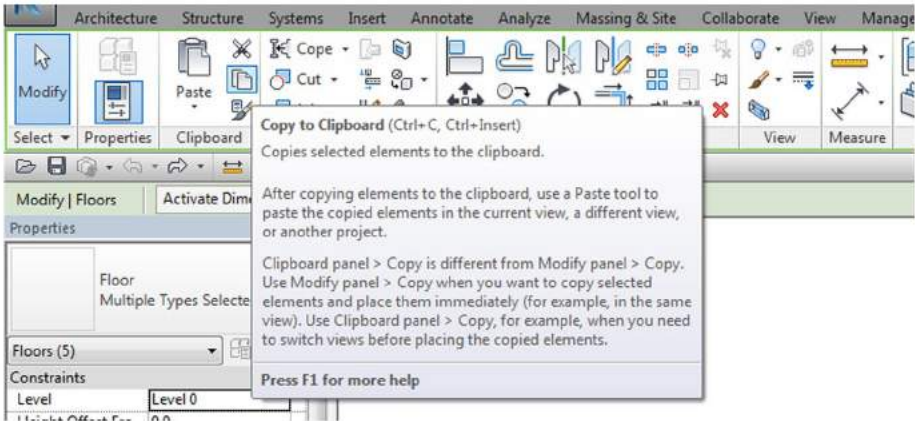 Architecture Structure Systems Insert Annotate Analyze Massing & Site Collaborate View Manage
Modify Paste Cope Cut
Select Properties Clipboard View Measure
Copy to Clipboard (Ctrl+C, Ctrl+Insert)
Copies selected elements to the clipboard.
Modify | Floors Activate Dime
After copying elements to the clipboard, use a Paste tool to
paste the copied elements in the current view, a different view,
or another project.
Properties
Clipboard panel > Copy is different from Modify panel > Copy.
Use Modify panel > Copy when you want to copy selected
elements and place them immediately (for example, in the same
view). Use Clipboard panel > Copy, for example, when you need
to switch views before placing the copied elements.
Floor
Multiple Types Selecte
Floors (5)
Constraints
Press F1 for more help
Level Level 0